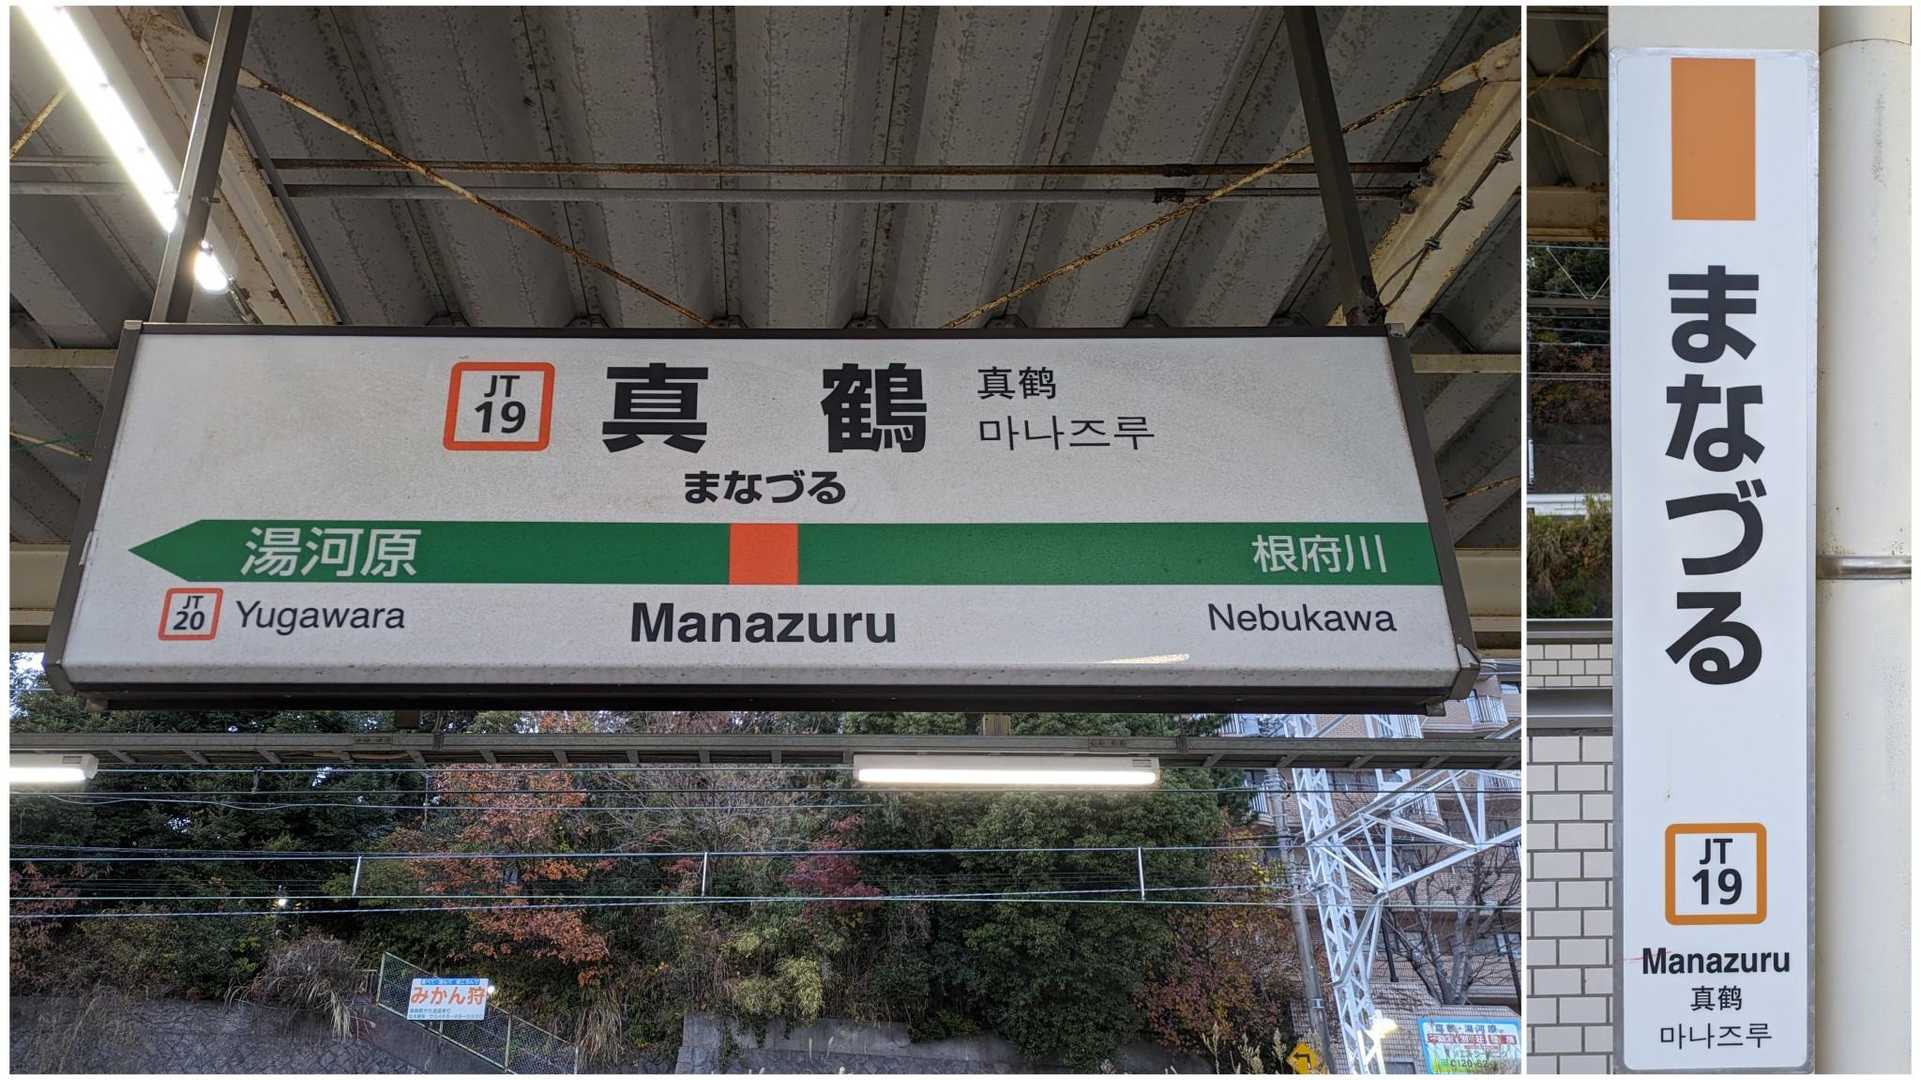 JT
19
真鶴
真鹤
마나즈루
まなづる
湯河原
根府川
JT
20
Yugawara
Manazuru
Nebukawa
みかん狩
まなづる
JT
19
Manazuru
真鹤
마나즈루